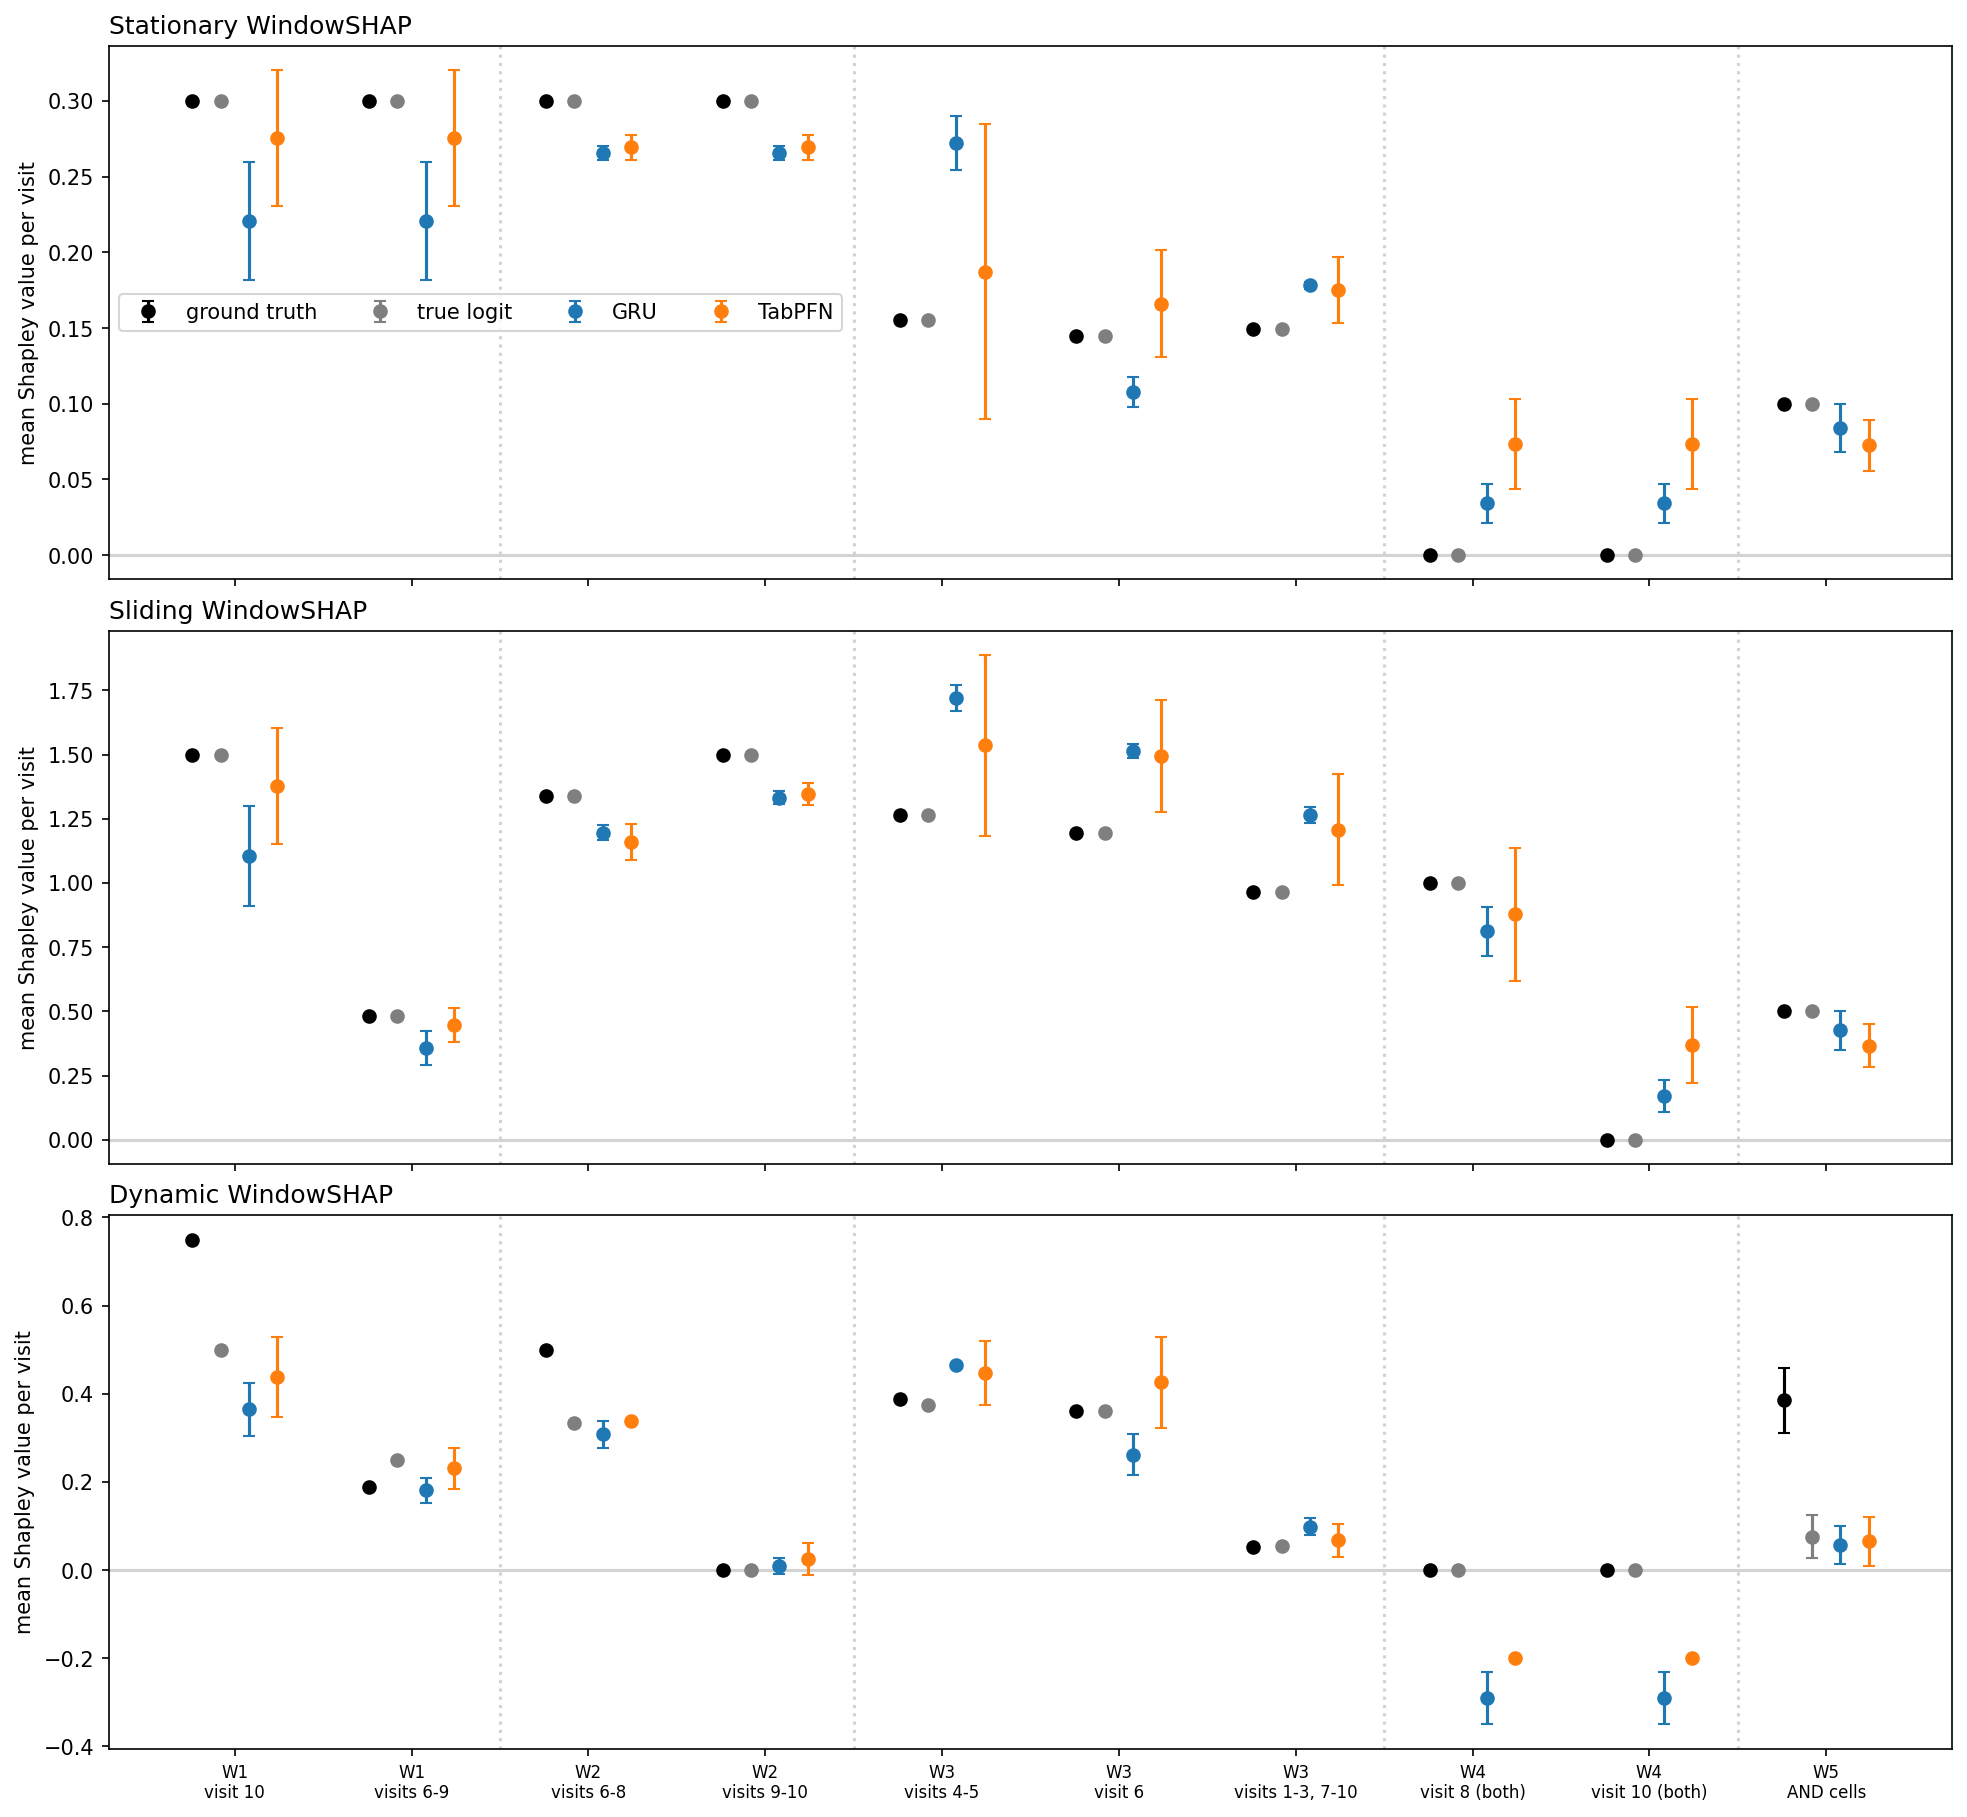 Stationary WindowSHAP
mean Shapley value per visit
0.30
0.25
0.20
0.15
0.10
0.05
0.00
ground truth true logit GRU TabPFN
Sliding WindowSHAP
mean Shapley value per visit
1.75
1.50
1.25
1.00
0.75
0.50
0.25
0.00
Dynamic WindowSHAP
mean Shapley value per visit
0.8
0.6
0.4
0.2
0.0
−0.2
−0.4
W1
visit 10
W1
visits 6-9
W2
visits 6-8
W2
visits 9-10
W3
visits 4-5
W3
visit 6
W3
visits 1-3, 7-10
W4
visit 8 (both)
W4
visit 10 (both)
W5
AND cells